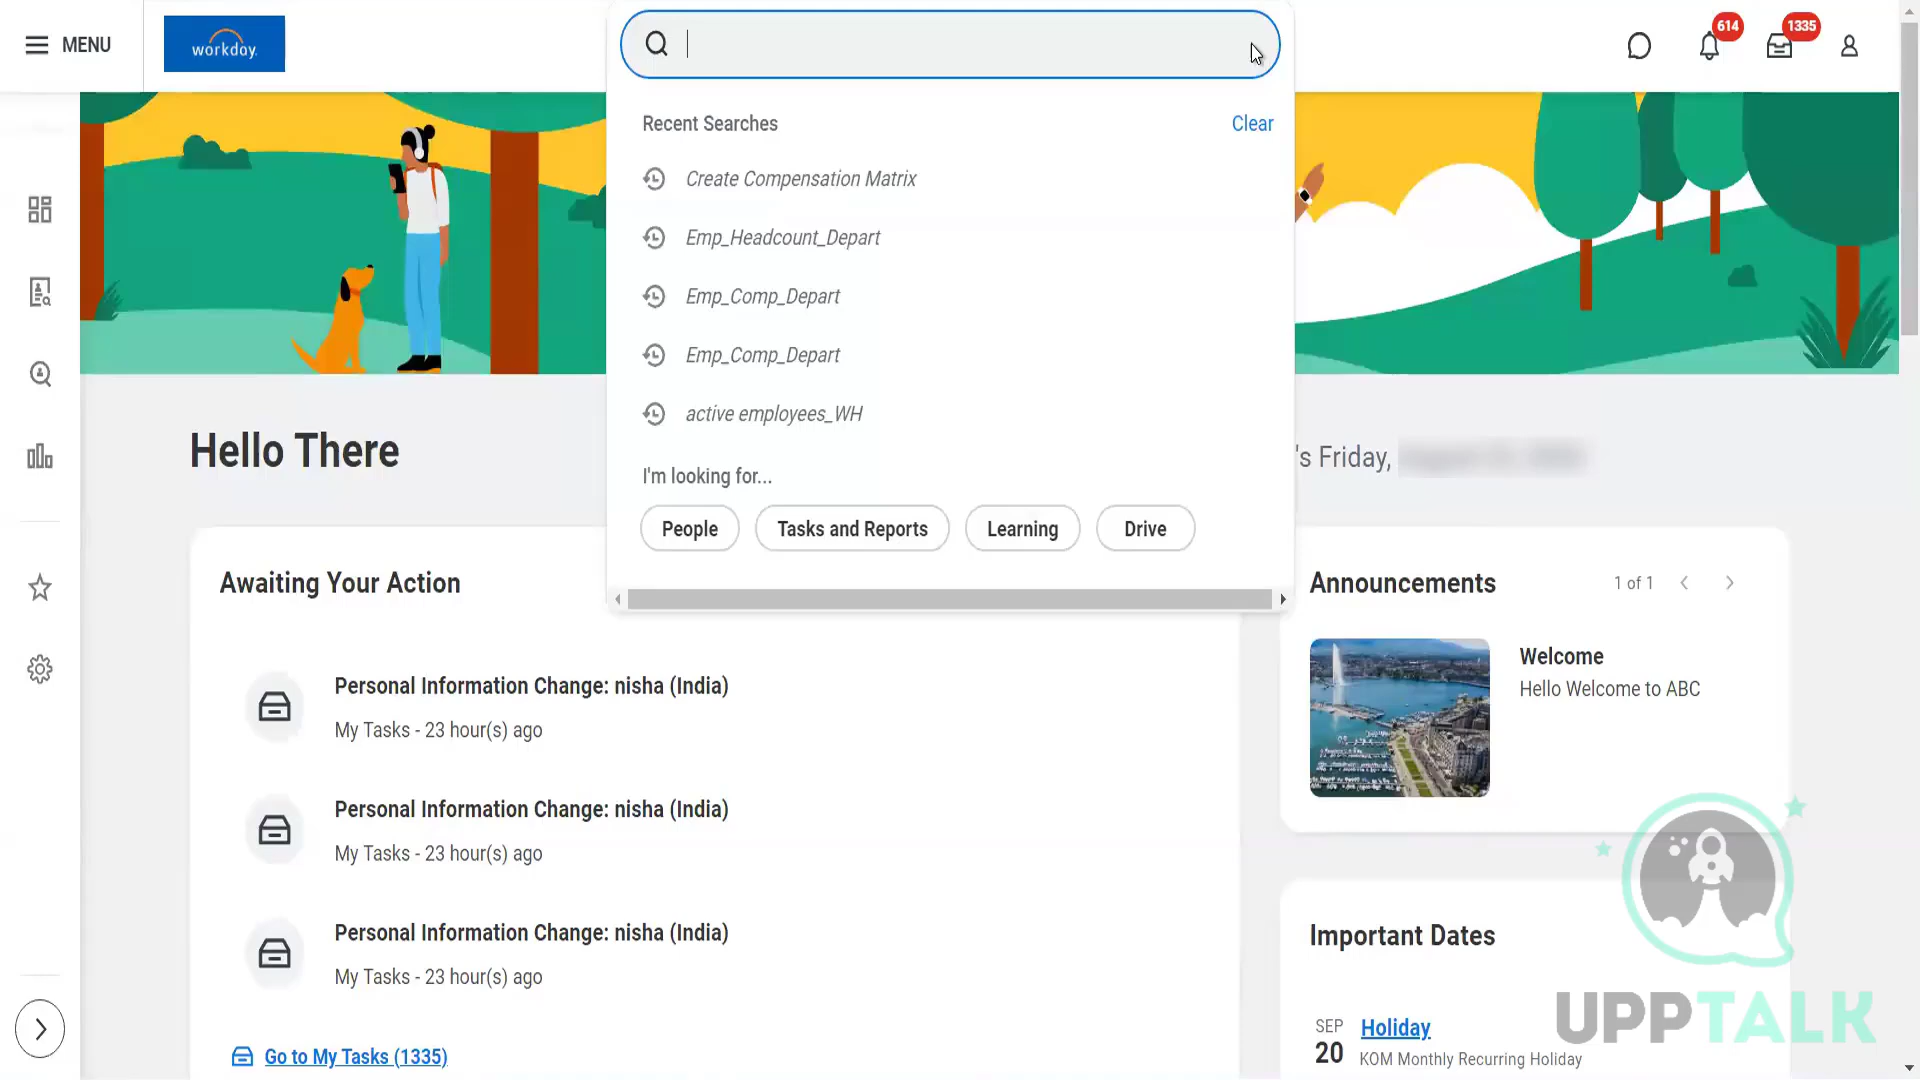 MENU
workday.
614
1335
Recent Searches
Clear
Create Compensation Matrix
Emp_Headcount_Depart
Emp_Comp_Depart
Emp_Comp_Depart
active employees_WH
I'm looking for...
People
Tasks and Reports
Learning
Drive
Hello There
's Friday,
Awaiting Your Action
Personal Information Change: nisha (India)
My Tasks - 23 hour(s) ago
Personal Information Change: nisha (India)
My Tasks - 23 hour(s) ago
Personal Information Change: nisha (India)
My Tasks - 23 hour(s) ago
Go to My Tasks (1335)
Announcements
1 of 1
Welcome
Hello Welcome to ABC
Important Dates
SEP
20
Holiday
KOM Monthly Recurring Holiday
UPPTALK